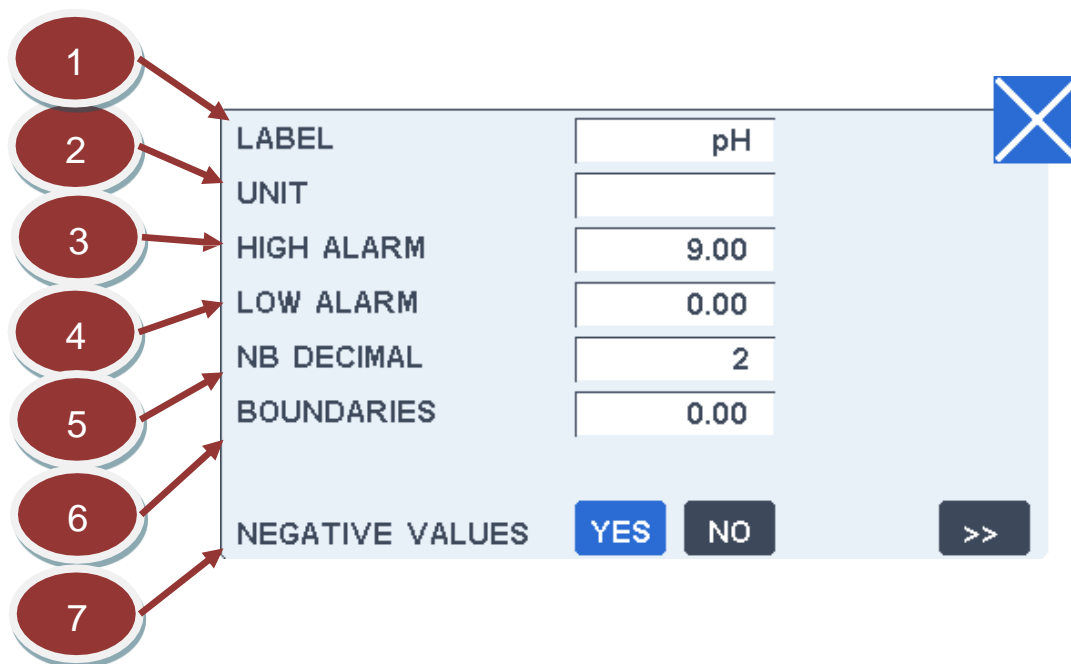 1
LABEL pH
2
UNIT
3
HIGH ALARM 9.00
4
LOW ALARM 0.00
5
NB DECIMAL 2
6
BOUNDARIES 0.00
7
NEGATIVE VALUES YES NO >>